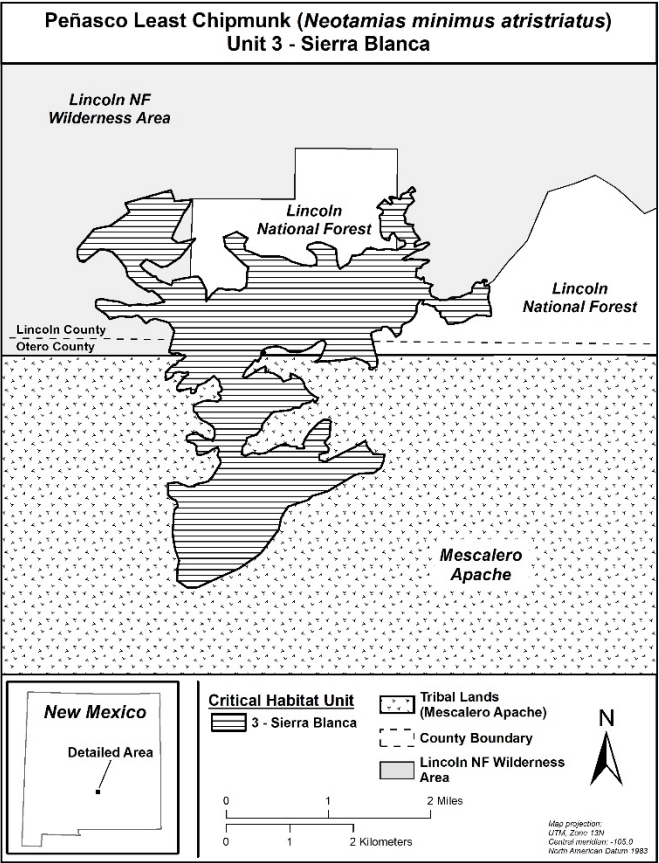 Peñasco Least Chipmunk (Neotamias minimus atristriatus)
Unit 3 - Sierra Blanca
Lincoln NF
Wilderness Area
Lincoln
National Forest
Lincoln
National Forest
Lincoln County
Otero County
Mescalero
Apache
New Mexico
Detailed Area
Critical Habitat Unit
3 - Sierra Blanca
Tribal Lands
(Mescalero Apache)
County Boundary
Lincoln NF Wilderness
Area
N
0 1 2 Miles
0 1 2 Kilometers
Map projection:
UTM, Zone 13N
Central meridian: -105.0
North American Datum 1983